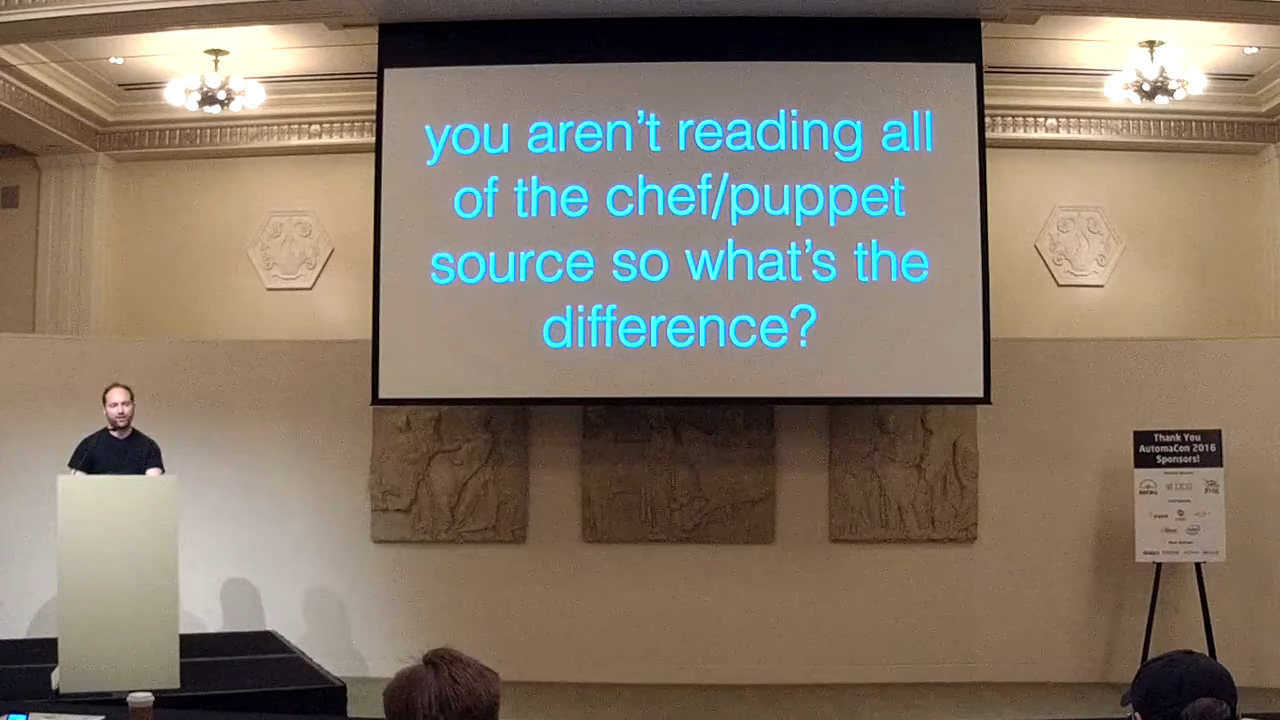 you aren't reading all
of the chef/puppet
source so what's the
difference?
Thank You
AutomaCon 2016
Sponsors!